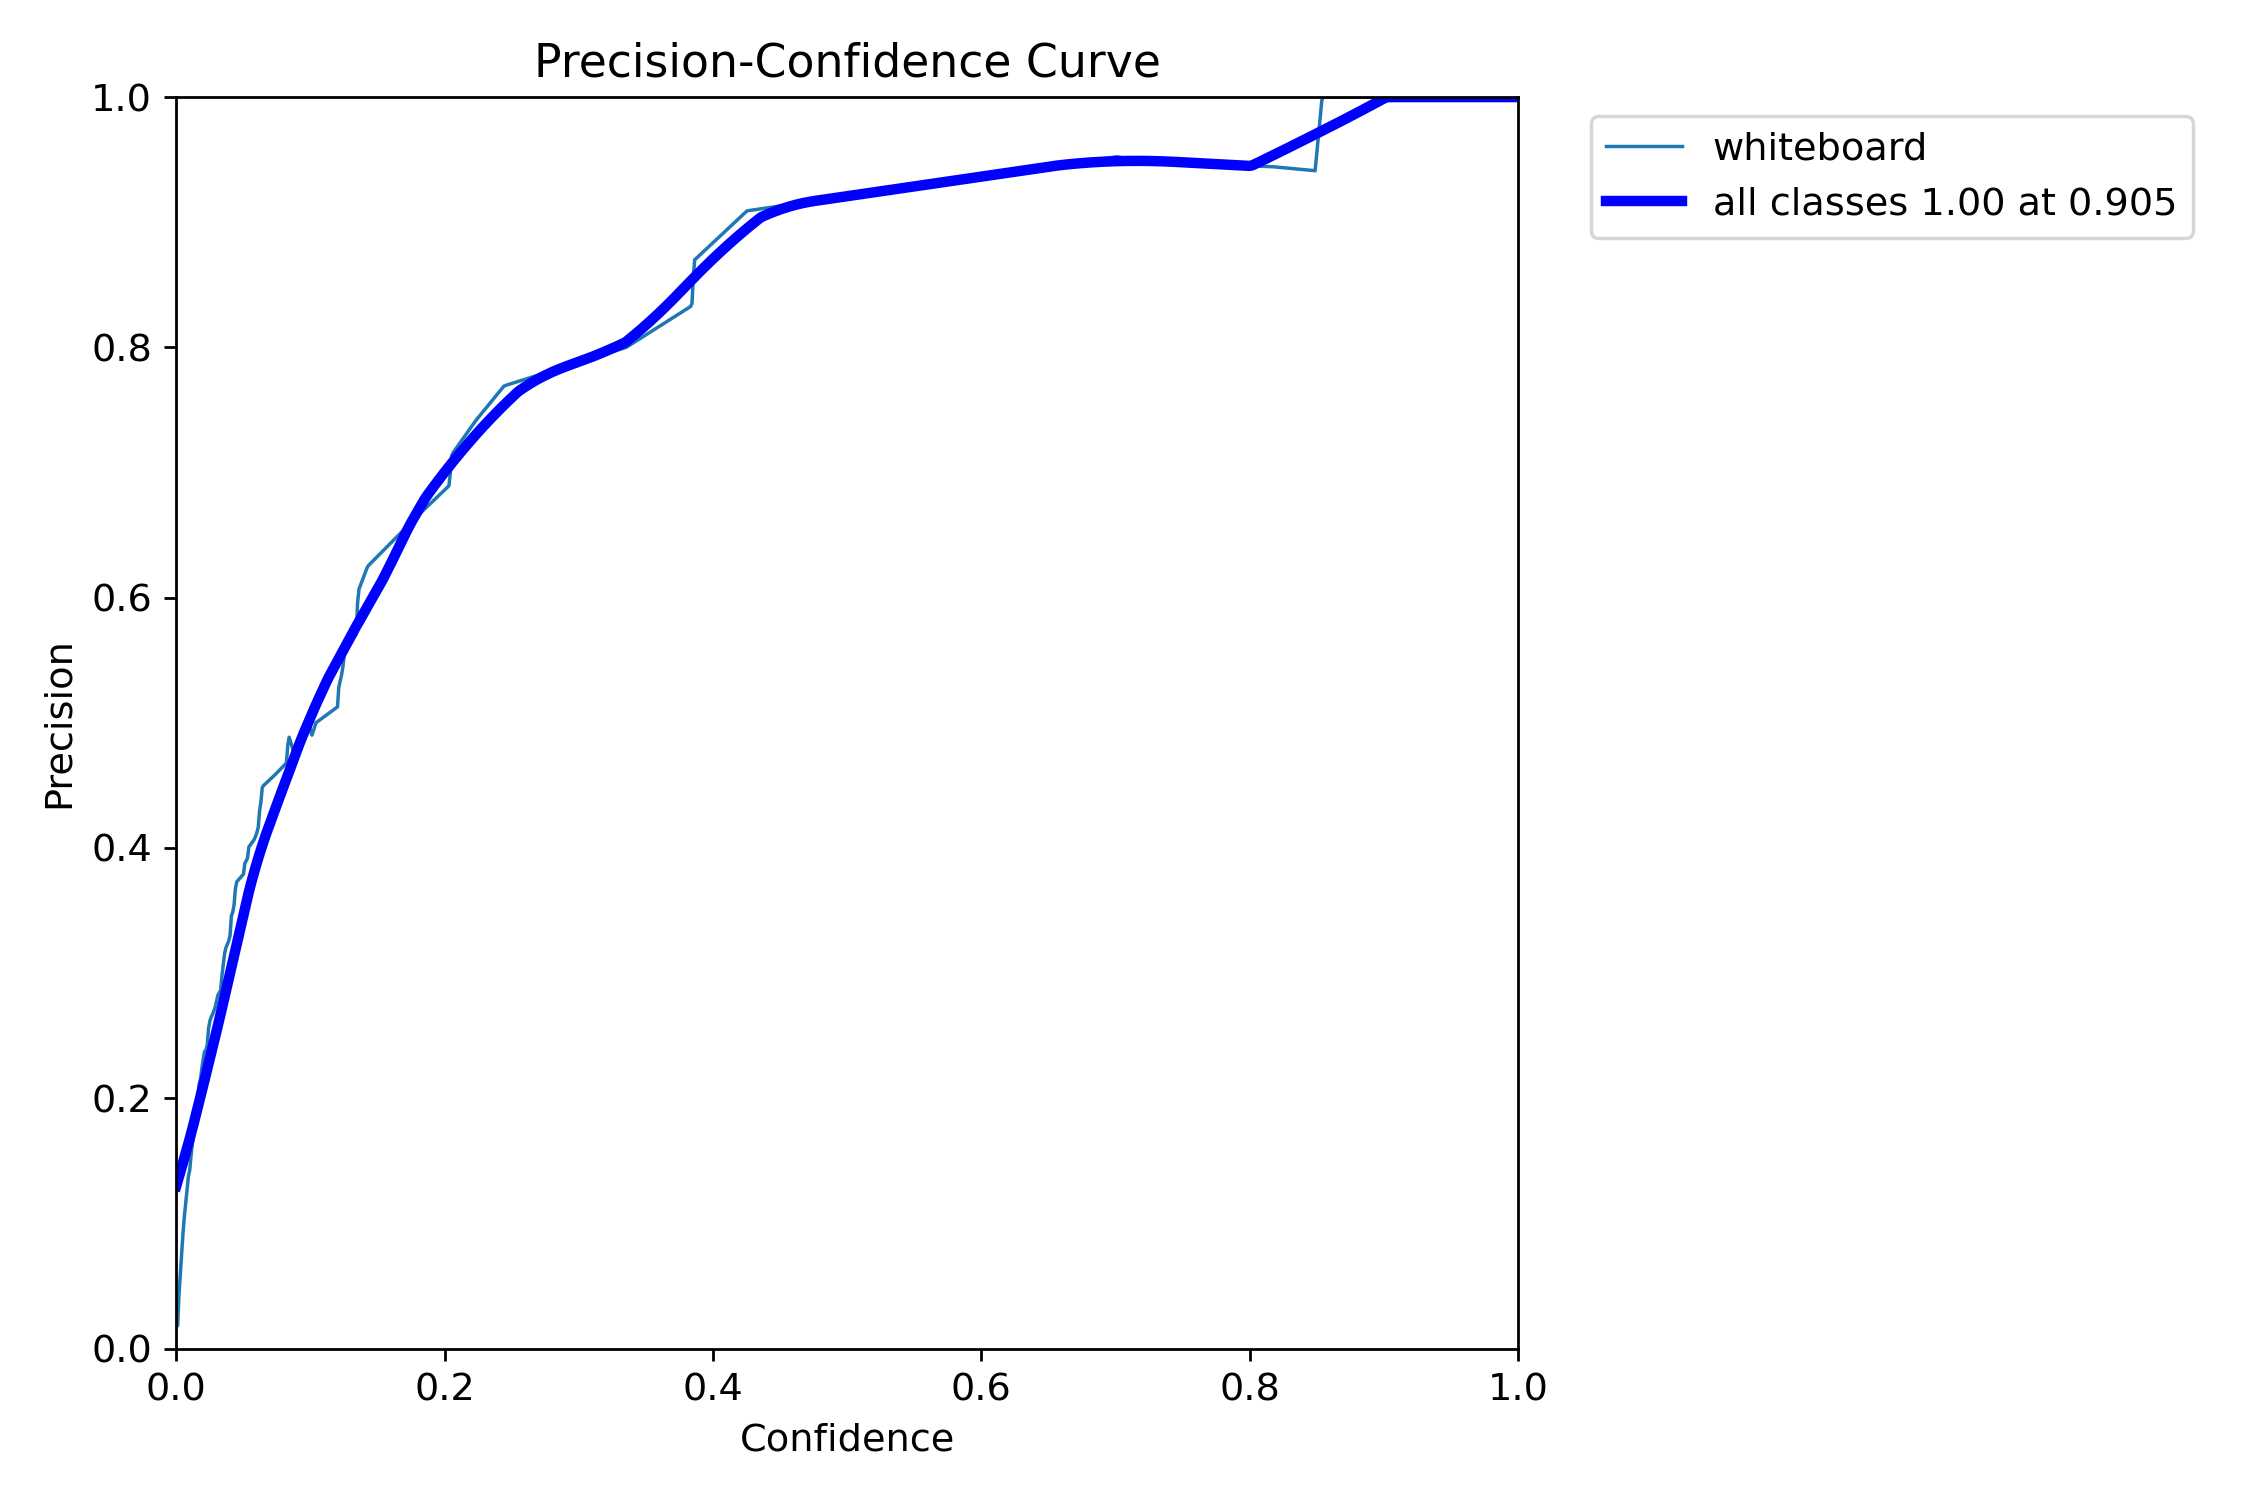 Precision-Confidence Curve
1.0
0.8
0.6
0.4
0.2
0.0
Precision
0.0 0.2 0.4 0.6 0.8 1.0
Confidence
whiteboard
all classes 1.00 at 0.905